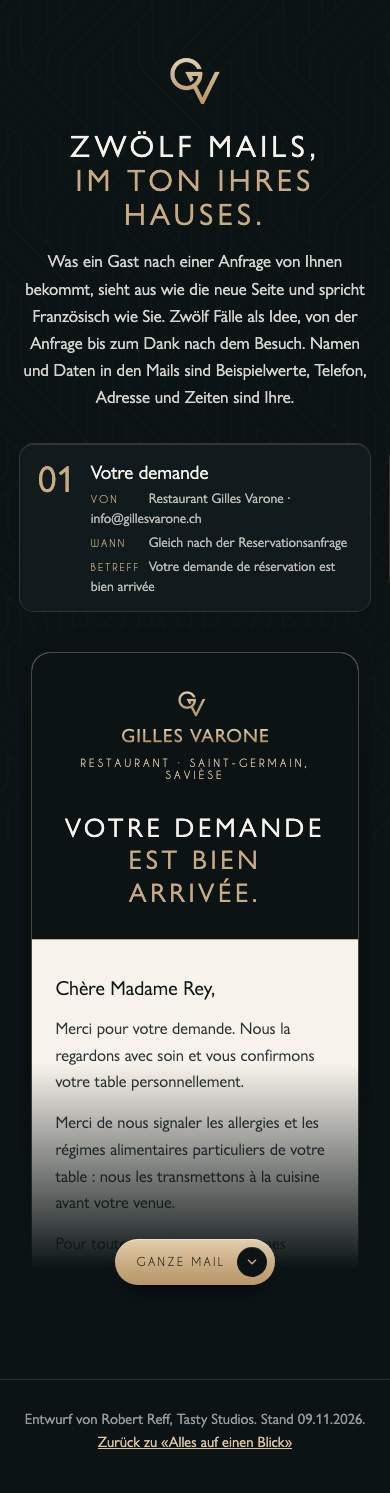 GV
ZWÖLF MAILS,
IM TON IHRES
HAUSES.
Was ein Gast nach einer Anfrage von Ihnen
bekommt, sieht aus wie die neue Seite und spricht
Französisch wie Sie. Zwölf Fälle als Idee, von der
Anfrage bis zum Dank nach dem Besuch. Namen
und Daten in den Mails sind Beispielwerte, Telefon,
Adresse und Zeiten sind Ihre.
01
Votre demande
VON Restaurant Gilles Varone ·
info@gillesvarone.ch
WANN Gleich nach der Reservationsanfrage
BETREFF Votre demande de réservation est
bien arrivée
GV
GILLES VARONE
RESTAURANT · SAINT-GERMAIN,
SAVIÈSE
VOTRE DEMANDE
EST BIEN
ARRIVÉE.
Chère Madame Rey,
Merci pour votre demande. Nous la
regardons avec soin et vous confirmons
votre table personnellement.
Merci de nous signaler les allergies et les
régimes alimentaires particuliers de votre
table : nous les transmettons à la cuisine
avant votre venue.
Pour
GANZE MAIL
Entwurf von Robert Reff, Tasty Studios. Stand 09.11.2026.
Zurück zu «Alles auf einen Blick»